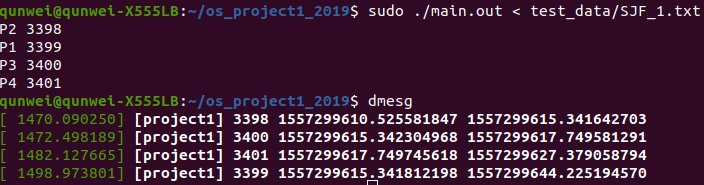 qunwei@qunwei-X555LB:~/os_project1_2019$ sudo ./main.out < test_data/SJF_1.txt
P2 3398
P1 3399
P3 3400
P4 3401
qunwei@qunwei-X555LB:~/os_project1_2019$ dmesg
[ 1470.090250] [project1] 3398 1557299610.525581847 1557299615.341642703
[ 1472.498189] [project1] 3400 1557299615.342304968 1557299617.749581291
[ 1482.127665] [project1] 3401 1557299617.749745618 1557299627.379058794
[ 1498.973801] [project1] 3399 1557299615.341812198 1557299644.225194570